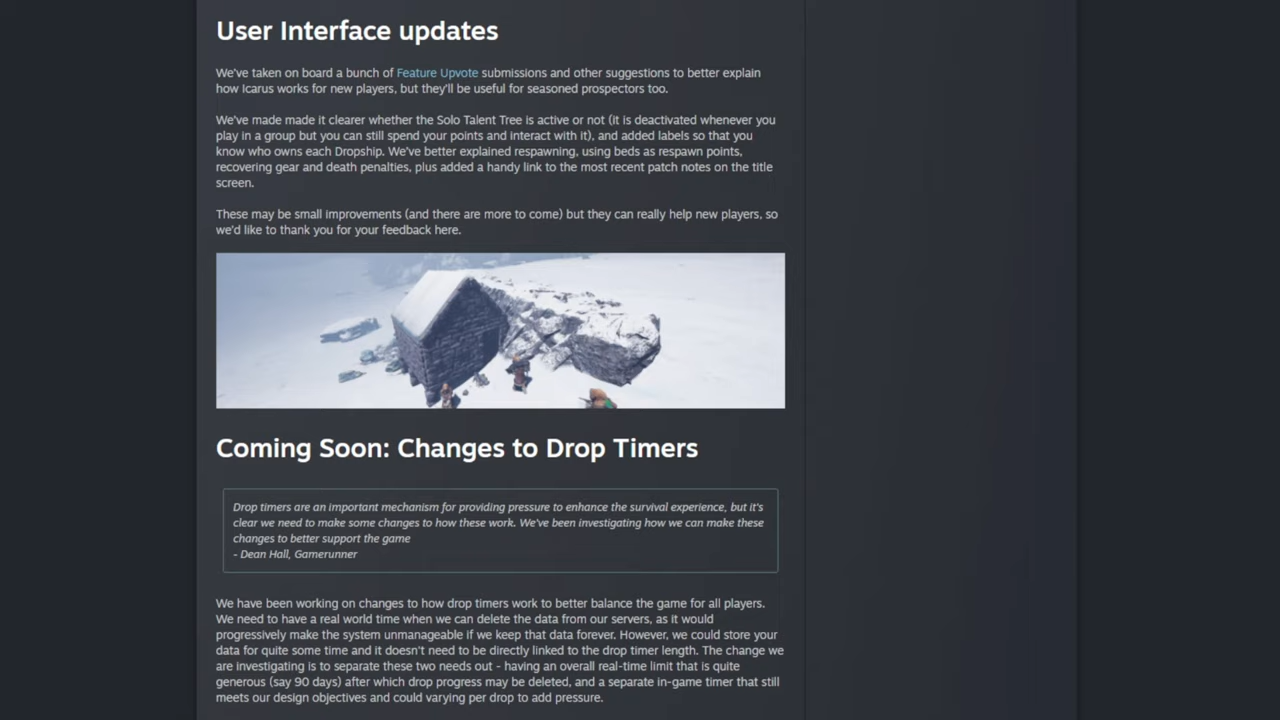 User Interface updates
We've taken on board a bunch of Feature Upvote submissions and other suggestions to better explain
how Icarus works for new players, but they'll be useful for seasoned prospectors too.
We've made made it clearer whether the Solo Talent Tree is active or not (it is deactivated whenever you
play in a group but you can still spend your points and interact with it), and added labels so that you
know who owns each Dropship. We've better explained respawning, using beds as respawn points,
recovering gear and death penalties, plus added a handy link to the most recent patch notes on the title
screen.
These may be small improvements (and there are more to come) but they can really help new players, so
we'd like to thank you for your feedback here.
Coming Soon: Changes to Drop Timers
Drop timers are an important mechanism for providing pressure to enhance the survival experience, but it's
clear we need to make some changes to how these work. We've been investigating how we can make these
changes to better support the game
- Dean Hall, Gamerunner
We have been working on changes to how drop timers work to better balance the game for all players.
We need to have a real world time when we can delete the data from our servers, as it would
progressively make the system unmanageable if we keep that data forever. However, we could store your
data for quite some time and it doesn't need to be directly linked to the drop timer length. The change we
are investigating is to separate these two needs out - having an overall real-time limit that is quite
generous (say 90 days) after which drop progress may be deleted, and a separate in-game timer that still
meets our design objectives and could varying per drop to add pressure.